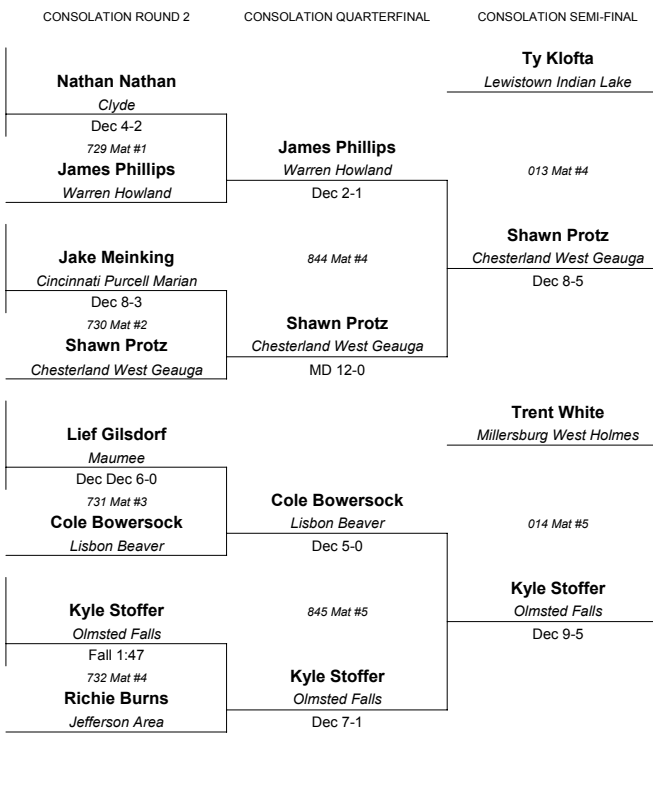 CONSOLATION ROUND 2
CONSOLATION QUARTERFINAL
CONSOLATION SEMI-FINAL
Ty Klofta
Lewistown Indian Lake
Nathan Nathan
Clyde
Dec 4-2
729 Mat #1
James Phillips
Warren Howland
James Phillips
Warren Howland
Dec 2-1
013 Mat #4
Shawn Protz
Chesterland West Geauga
Dec 8-5
Jake Meinking
Cincinnati Purcell Marian
Dec 8-3
730 Mat #2
Shawn Protz
Chesterland West Geauga
844 Mat #4
Shawn Protz
Chesterland West Geauga
MD 12-0
Trent White
Millersburg West Holmes
Lief Gilsdorf
Maumee
Dec Dec 6-0
731 Mat #3
Cole Bowersock
Lisbon Beaver
Cole Bowersock
Lisbon Beaver
Dec 5-0
014 Mat #5
Kyle Stoffer
Olmsted Falls
Dec 9-5
Kyle Stoffer
Olmsted Falls
Fall 1:47
732 Mat #4
Richie Burns
Jefferson Area
845 Mat #5
Kyle Stoffer
Olmsted Falls
Dec 7-1